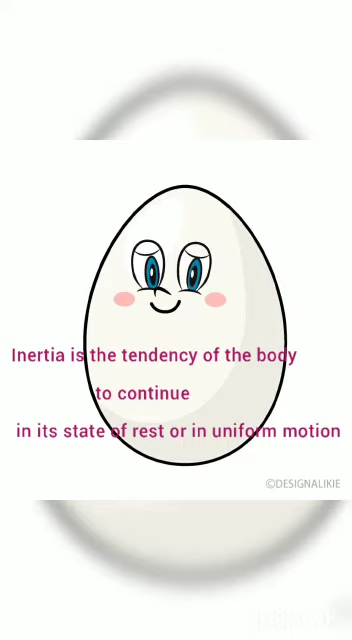 Inertia is the tendency of the body
to continue
in its state of rest or in uniform motion
©DESIGNALIKIE